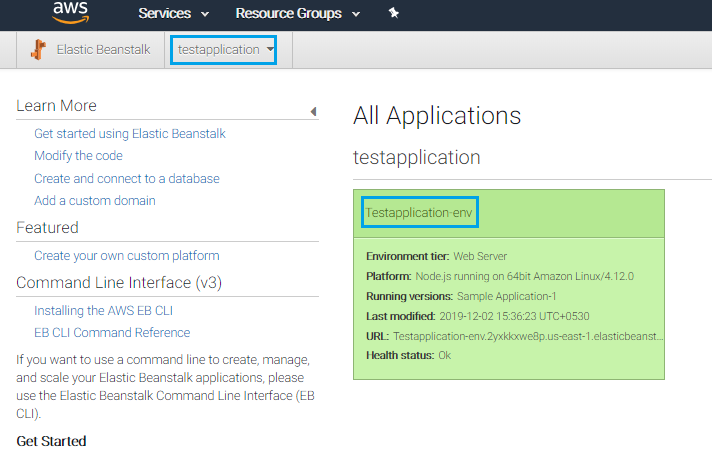 aws Services Resource Groups
Elastic Beanstalk testapplication
Learn More
Get started using Elastic Beanstalk
Modify the code
Create and connect to a database
Add a custom domain
Featured
Create your own custom platform
Command Line Interface (v3)
Installing the AWS EB CLI
EB CLI Command Reference
If you want to use a command line to create, manage,
and scale your Elastic Beanstalk applications, please
use the Elastic Beanstalk Command Line Interface (EB
CLI).
Get Started
All Applications
testapplication
Testapplication-env
Environment tier: Web Server
Platform: Node.js running on 64bit Amazon Linux/4.12.0
Running versions: Sample Application-1
Last modified: 2019-12-02 15:36:23 UTC+0530
URL: Testapplication-env.2yxkkxwe8p.us-east-1.elasticbeanst...
Health status: Ok